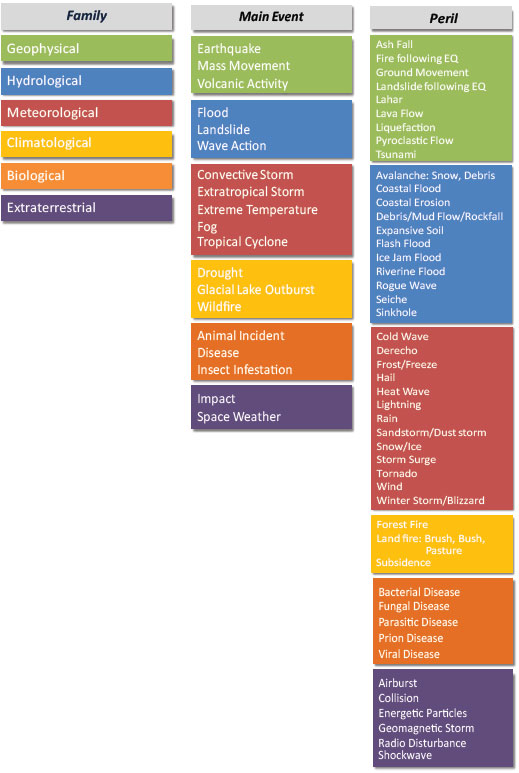 Family
Geophysical
Hydrological
Meteorological
Climatological
Biological
Extraterrestrial
Main Event
Earthquake
Mass Movement
Volcanic Activity
Flood
Landslide
Wave Action
Convective Storm
Extratropical Storm
Extreme Temperature
Fog
Tropical Cyclone
Drought
Glacial Lake Outburst
Wildfire
Animal Incident
Disease
Insect Infestation
Impact
Space Weather
Peril
Ash Fall
Fire following EQ
Ground Movement
Landslide following EQ
Lahar
Lava Flow
Liquefaction
Pyroclastic Flow
Tsunami
Avalanche: Snow, Debris
Coastal Flood
Coastal Erosion
Debris/Mud Flow/Rockfall
Expansive Soil
Flash Flood
Ice Jam Flood
Riverine Flood
Rogue Wave
Seiche
Sinkhole
Cold Wave
Derecho
Frost/Freeze
Hail
Heat Wave
Lightning
Rain
Sandstorm/Dust storm
Snow/Ice
Storm Surge
Tornado
Wind
Winter Storm/Blizzard
Forest Fire
Land fire: Brush, Bush,
Pasture
Subsidence
Bacterial Disease
Fungal Disease
Parasitic Disease
Prion Disease
Viral Disease
Airburst
Collision
Energetic Particles
Geomagnetic Storm
Radio Disturbance
Shockwave